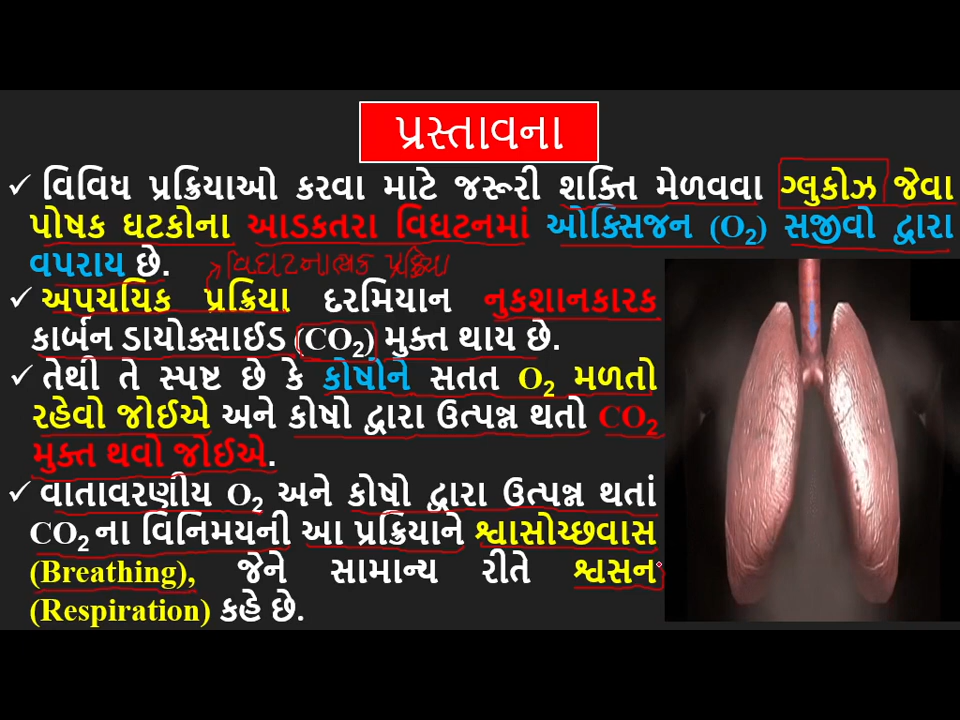 પ્રસ્તાવના
✓ વિવિધ પ્રક્રિયાઓ કરવા માટે જરૂરી શક્તિ મેળવવા ગ્લુકોઝ જેવા
પોષક ઘટકોના આડકતરા વિઘટનમાં ઓક્સિજન (O₂) સજીવો દ્વારા
વપરાય છે.
વિઘટનાત્મક પ્રક્રિયા
✓ અપચયિક પ્રક્રિયા દરમિયાન નુકશાનકારક
કાર્બન ડાયોક્સાઈડ (CO₂) મુક્ત થાય છે.
✓ તેથી તે સ્પષ્ટ છે કે કોષોને સતત O₂ મળતો
રહેવો જોઈએ અને કોષો દ્વારા ઉત્પન્ન થતો CO₂
મુક્ત થવો જોઈએ.
✓ વાતાવરણીય O₂ અને કોષો દ્વારા ઉત્પન્ન થતાં
CO₂ ના વિનિમયની આ પ્રક્રિયાને શ્વાસોચ્છવાસ
(Breathing), જેને સામાન્ય રીતે શ્વસન
(Respiration) કહે છે.